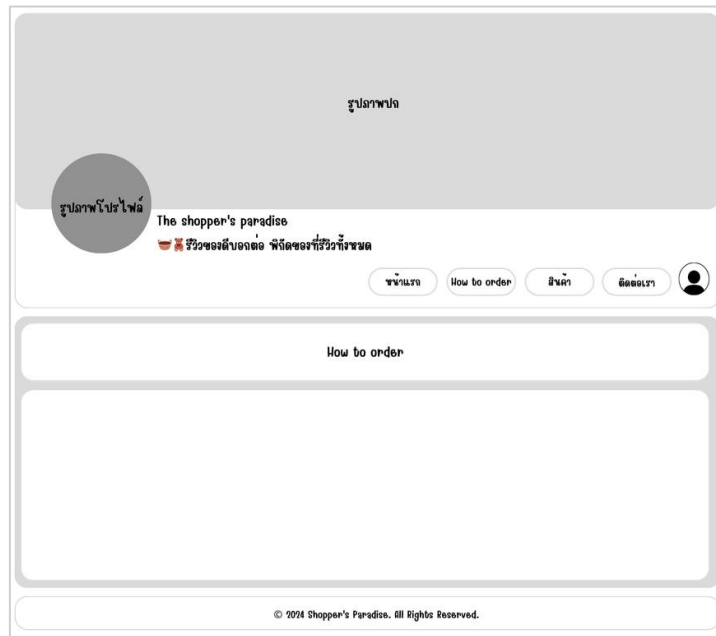 รูปภาพปก
รูปภาพโปรไฟล์
The shopper's paradise
รีวิวของดีบอกต่อ พิกัดของที่รีวิวทั้งหมด
หน้าแรก
How to order
สินค้า
ติดต่อเรา
How to order
© 2024 Shopper's Paradise. All Rights Reserved.